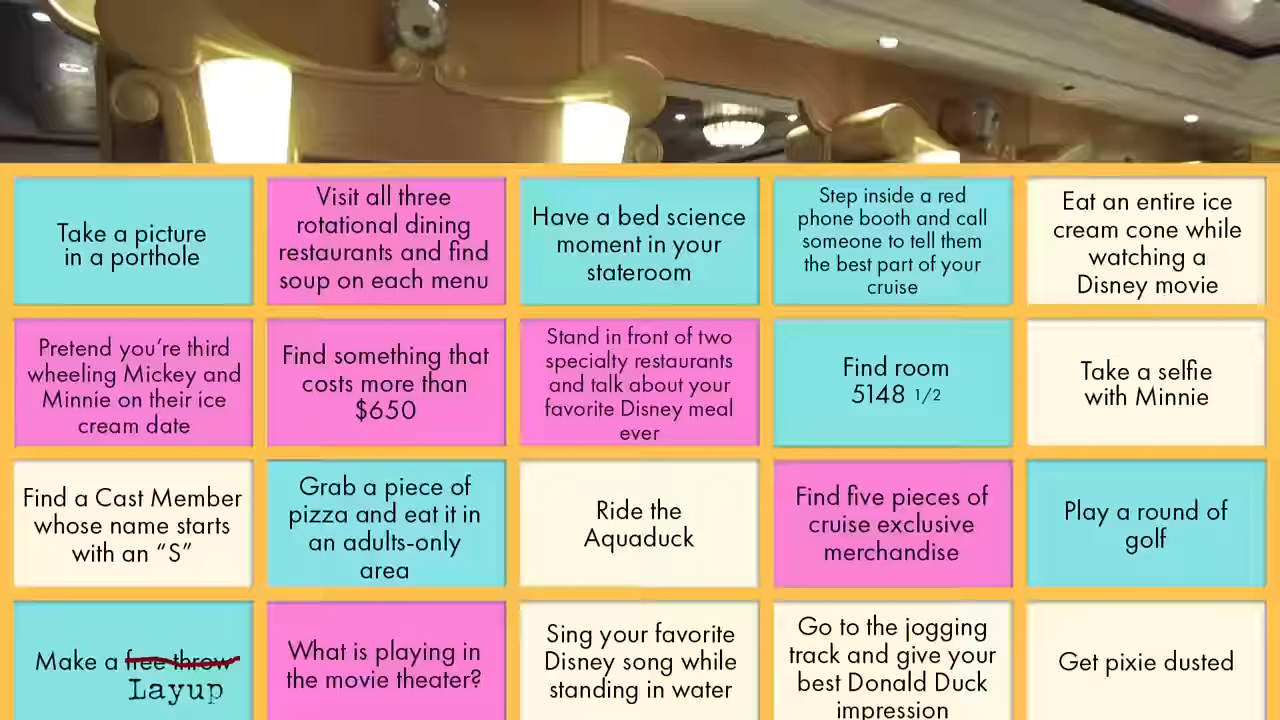 Take a picture
in a porthole
Visit all three
rotational dining
restaurants and find
soup on each menu
Have a bed science
moment in your
stateroom
Step inside a red
phone booth and call
someone to tell them
the best part of your
cruise
Eat an entire ice
cream cone while
watching a
Disney movie
Pretend you’re third
wheeling Mickey and
Minnie on their ice
cream date
Find something that
costs more than
$650
Stand in front of two
specialty restaurants
and talk about your
favorite Disney meal
ever
Find room
5148 1/2
Take a selfie
with Minnie
Find a Cast Member
whose name starts
with an “S”
Grab a piece of
pizza and eat it in
an adults-only
area
Ride the
Aquaduck
Find five pieces of
cruise exclusive
merchandise
Play a round of
golf
Make a free throw
Layup
What is playing in
the movie theater?
Sing your favorite
Disney song while
standing in water
Go to the jogging
track and give your
best Donald Duck
impression
Get pixie dusted